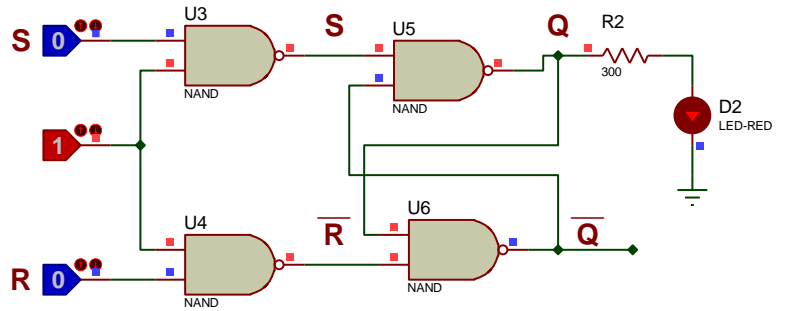 U3
S
0
NAND
S
U5
NAND
Q
R2
300
D2
LED-RED
1
U4
R
0
NAND
R̅
U6
NAND
Q̅